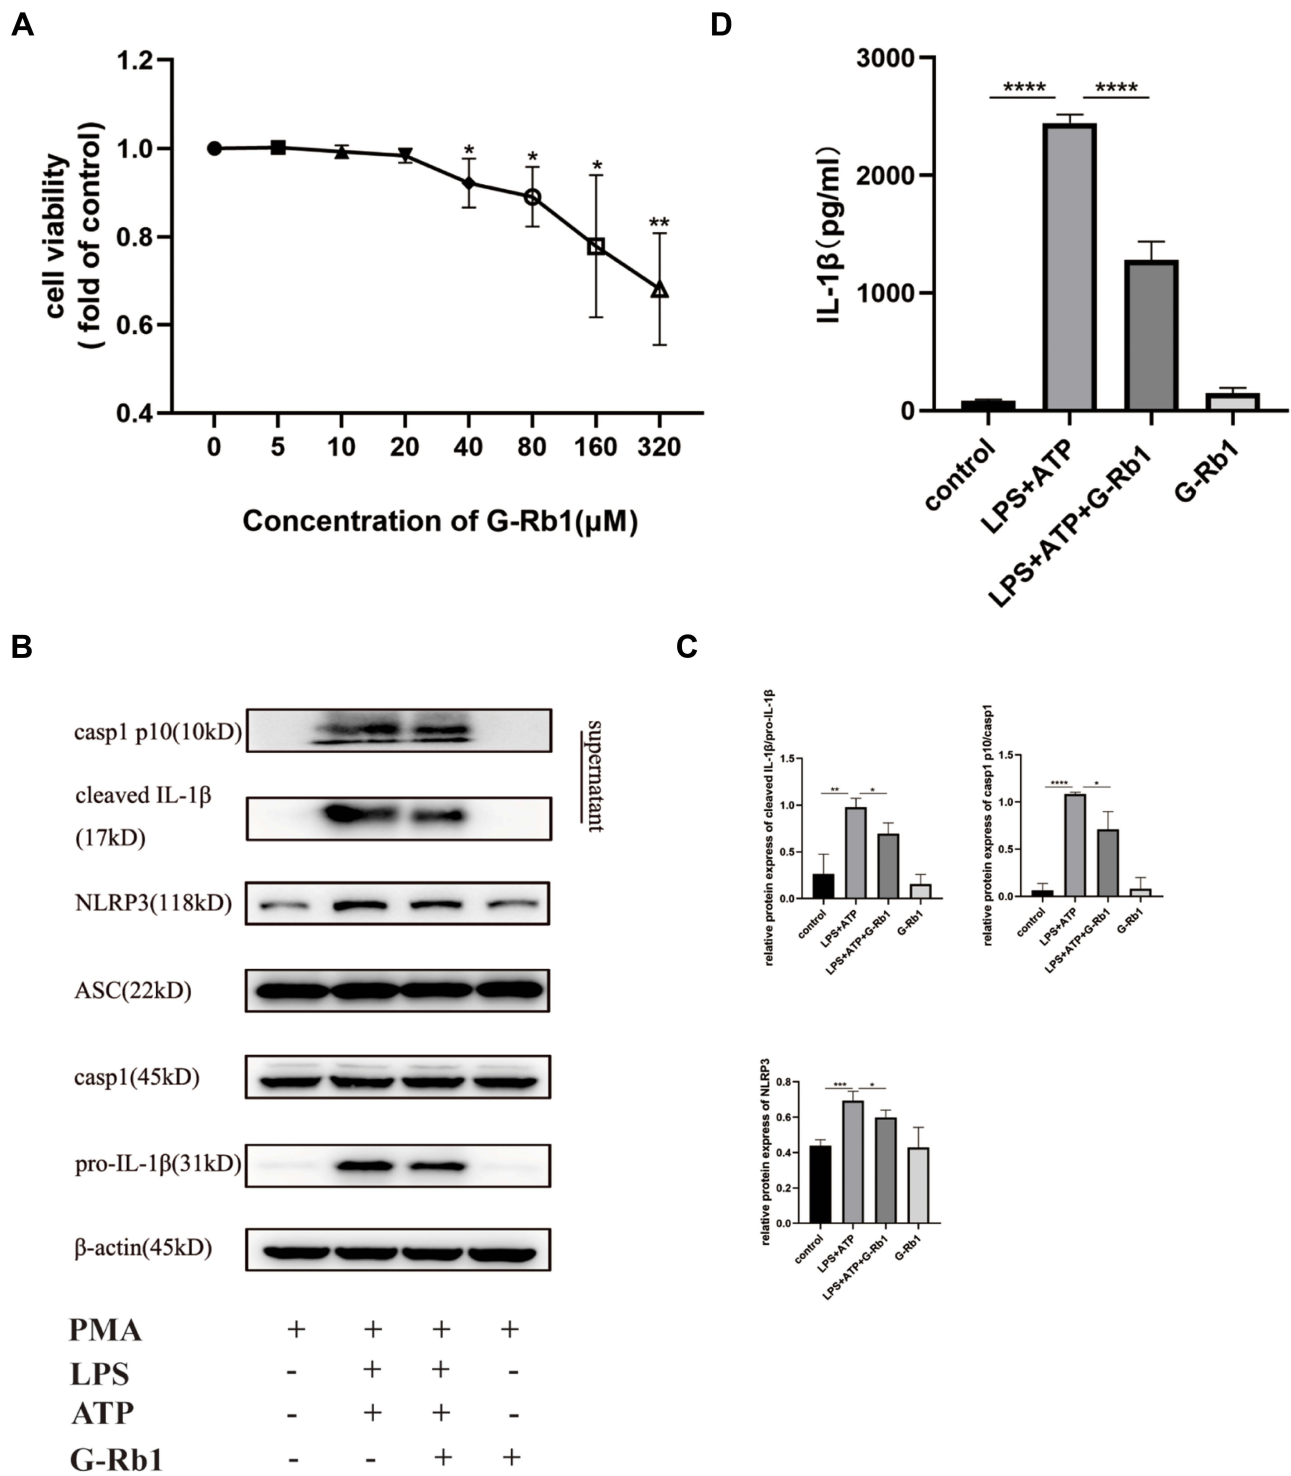 A
1.2
1.0
0.8
0.6
0.4
cell viability
( fold of control)
*
*
*
**
0
5
10
20
40
80
160
320
Concentration of G-Rb1(μM)
D
3000
2000
1000
0
IL-1β(pg/ml)
****
****
control
LPS+ATP
LPS+ATP+G-Rb1
G-Rb1
B
casp1 p10(10kD)
cleaved IL-1β
(17kD)
supernatant
NLRP3(118kD)
ASC(22kD)
casp1(45kD)
pro-IL-1β(31kD)
β-actin(45kD)
PMA + + + +
LPS - + + -
ATP - + + -
G-Rb1 - - + +
C
relative protein express of cleaved IL-1β/pro-IL-1β
1.5
1.0
0.5
0.0
**
*
control
LPS+ATP
LPS+ATP+G-Rb1
G-Rb1
relative protein express of casp1 p10/casp1
1.5
1.0
0.5
0.0
****
*
control
LPS+ATP
LPS+ATP+G-Rb1
G-Rb1
relative protein express of NLRP3
0.8
0.6
0.4
0.2
0.0
***
*
control
LPS+ATP
LPS+ATP+G-Rb1
G-Rb1